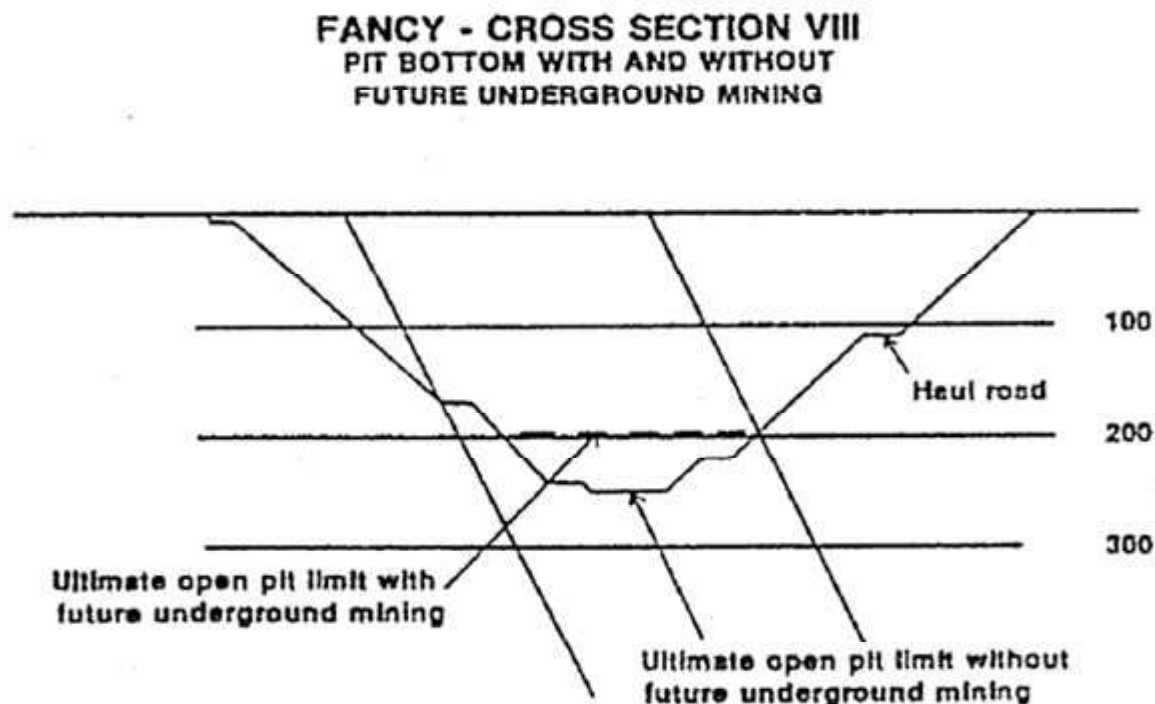 FANCY - CROSS SECTION VIII
PIT BOTTOM WITH AND WITHOUT
FUTURE UNDERGROUND MINING
100
Haul road
200
300
Ultimate open pit limit with
future underground mining
Ultimate open pit limit without
future underground mining